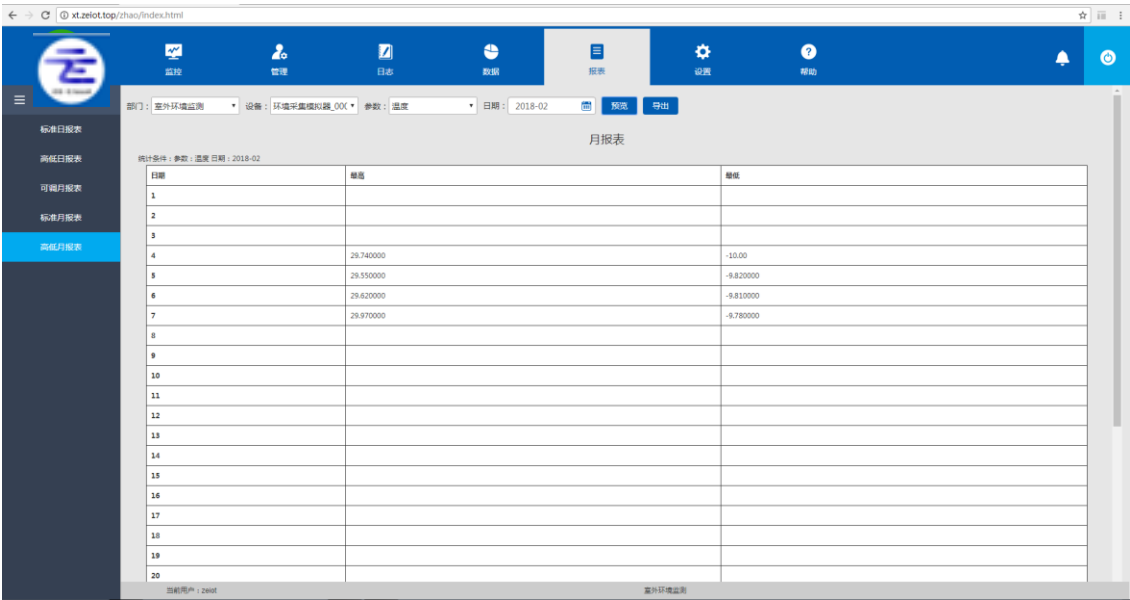 xt.zeiot.top/zhao/index.html
监控 管理 日志 数据 报表 设置 帮助
部门：室外环境监测 设备：环境采集模拟器_00( 参数：温度 日期：2018-02 预览 导出
标准日报表
高低日报表
可调月报表
标准月报表
高低月报表
月报表
统计条件：参数：温度 日期：2018-02
日期 最高 最低
1
2
3
4 29.740000 -10.00
5 29.550000 -9.820000
6 29.620000 -9.810000
7 29.970000 -9.780000
8
9
10
11
12
13
14
15
16
17
18
19
20
当前用户：zeiot 室外环境监测